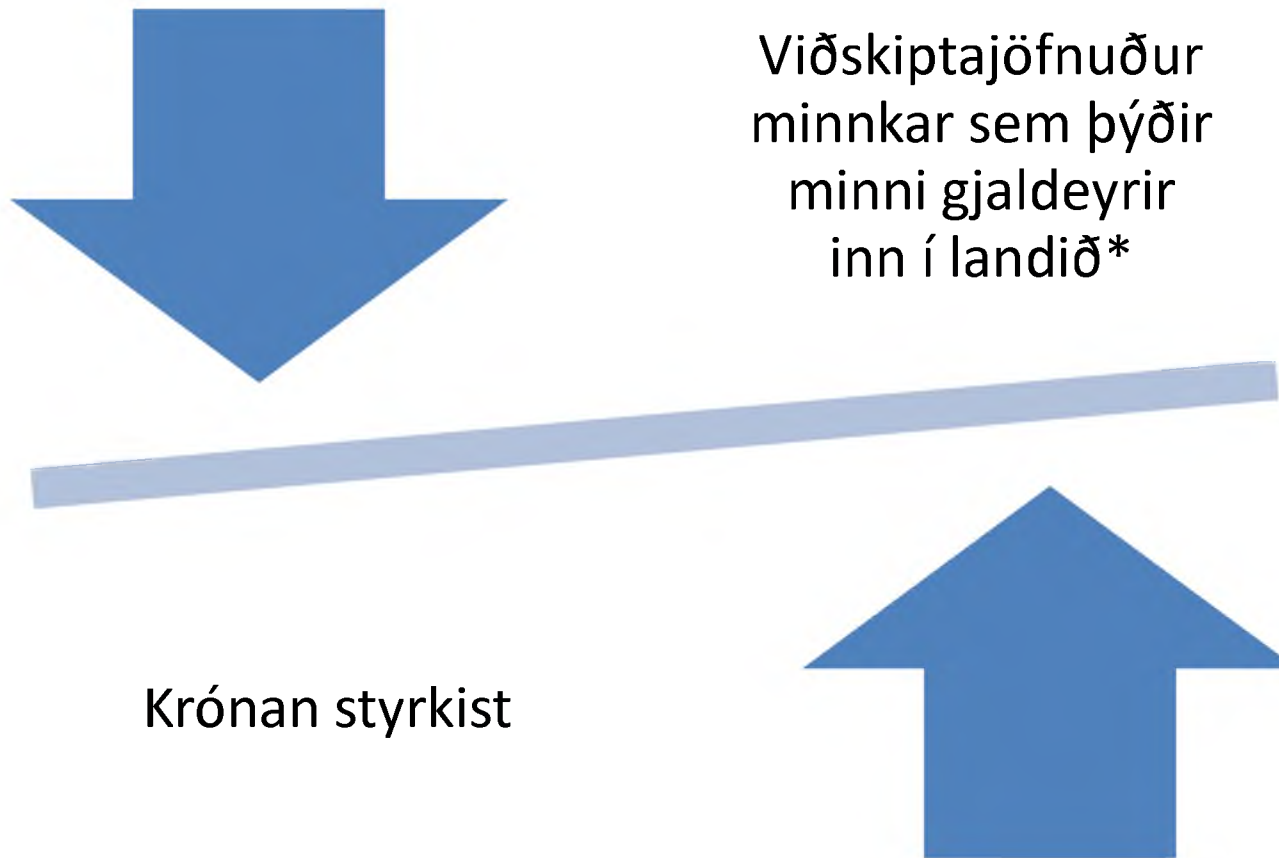 Viðskiptajöfnuður
minnkar sem þýðir
minni gjaldeyrir
inn í landið*
Krónan styrkist